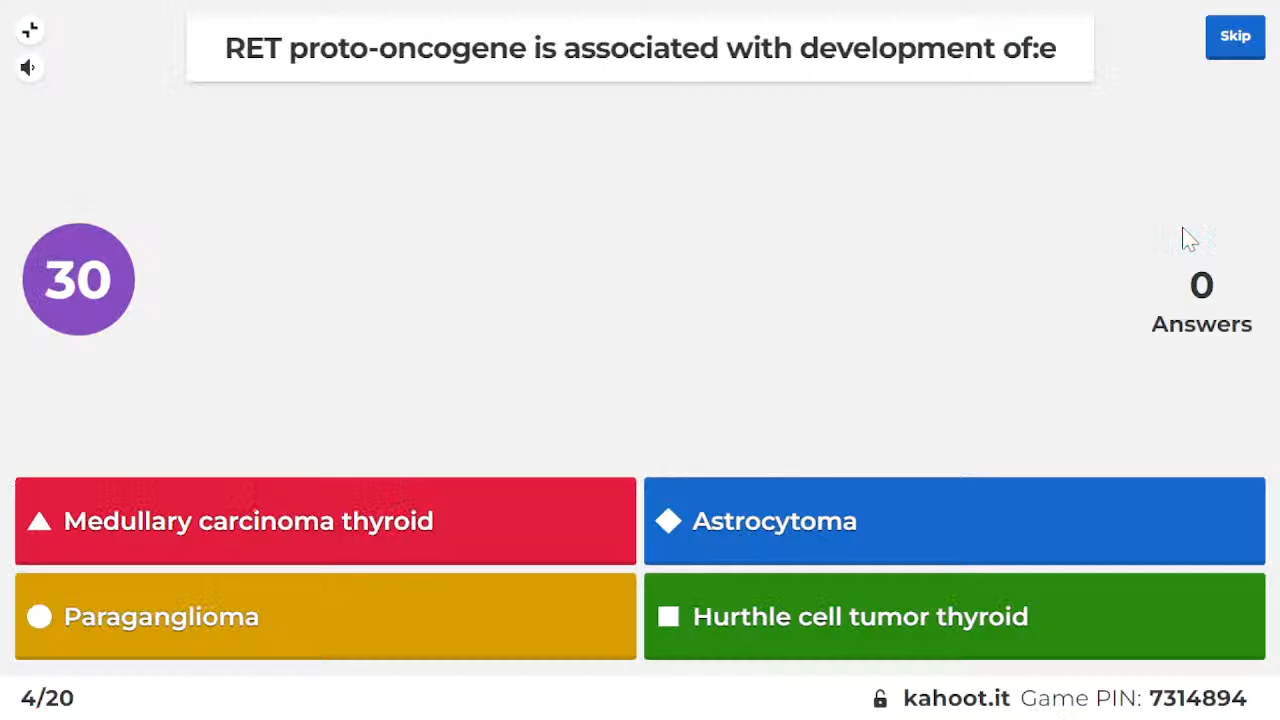 RET proto-oncogene is associated with development of:e
Skip
30
0
Answers
Medullary carcinoma thyroid
Astrocytoma
Paraganglioma
Hurthle cell tumor thyroid
4/20
kahoot.it Game PIN: 7314894